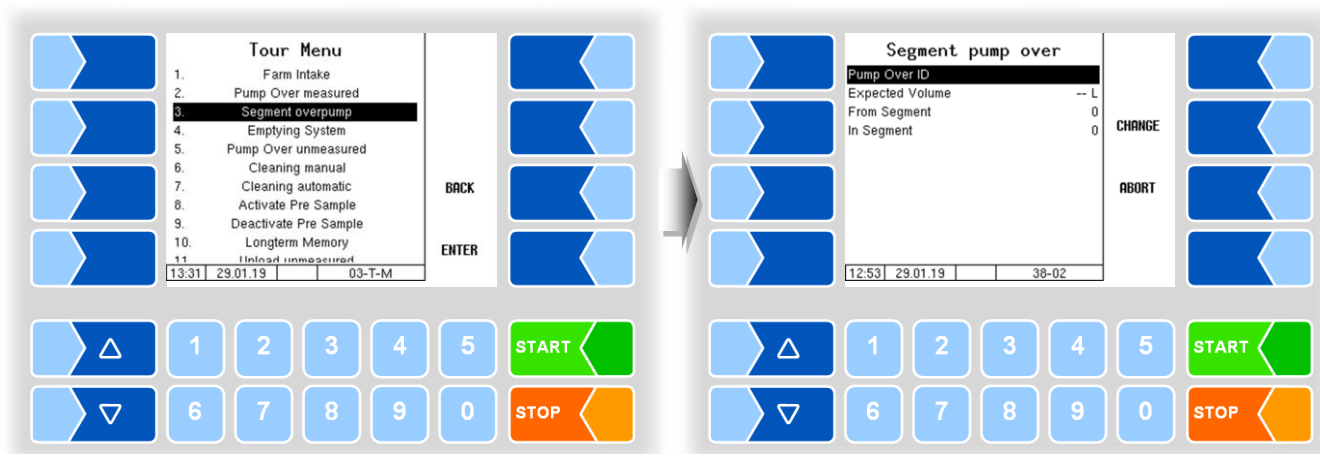 Tour Menu
1. Farm Intake
2. Pump Over measured
3. Segment overpump
4. Emptying System
5. Pump Over unmeasured
6. Cleaning manual
7. Cleaning automatic
8. Activate Pre Sample
9. Deactivate Pre Sample
10. Longterm Memory
11. Unload unmeasured
13:31 29.01.19 03-T-M
BACK
ENTER
1 2 3 4 5 START
6 7 8 9 0 STOP
Segment pump over
Pump Over ID
Expected Volume -- L
From Segment 0
In Segment 0
12:53 29.01.19 38-02
CHANGE
ABORT
1 2 3 4 5 START
6 7 8 9 0 STOP